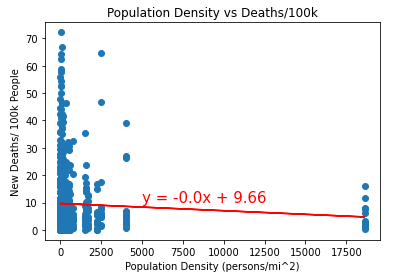 Population Density vs Deaths/100k
70
60
50
40
30
20
10
0
New Deaths/ 100k People
y = -0.0x + 9.66
0 2500 5000 7500 10000 12500 15000 17500
Population Density (persons/mi^2)